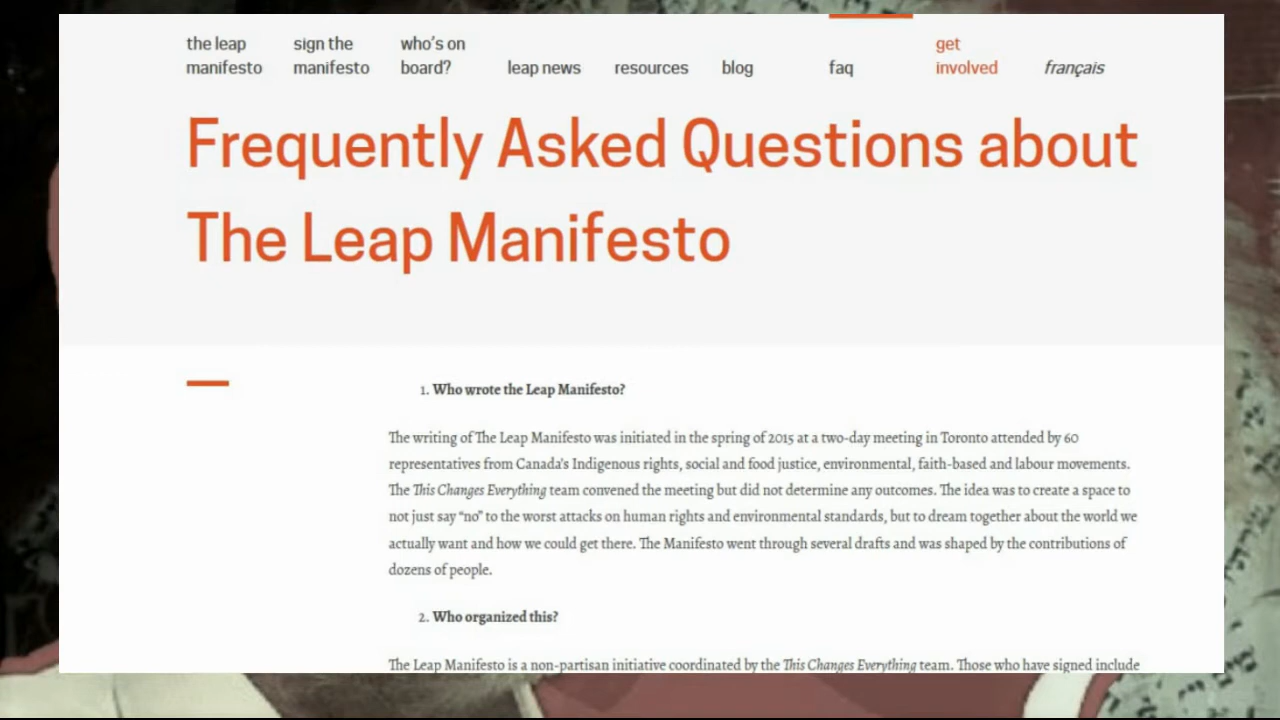 the leap manifesto
sign the manifesto
who's on board?
leap news
resources
blog
faq
get involved
français
Frequently Asked Questions about
The Leap Manifesto
1. Who wrote the Leap Manifesto?
The writing of The Leap Manifesto was initiated in the spring of 2015 at a two-day meeting in Toronto attended by 60
representatives from Canada's Indigenous rights, social and food justice, environmental, faith-based and labour movements.
The This Changes Everything team convened the meeting but did not determine any outcomes. The idea was to create a space to
not just say “no” to the worst attacks on human rights and environmental standards, but to dream together about the world we
actually want and how we could get there. The Manifesto went through several drafts and was shaped by the contributions of
dozens of people.
2. Who organized this?
The Leap Manifesto is a non-partisan initiative coordinated by the This Changes Everything team. Those who have signed include